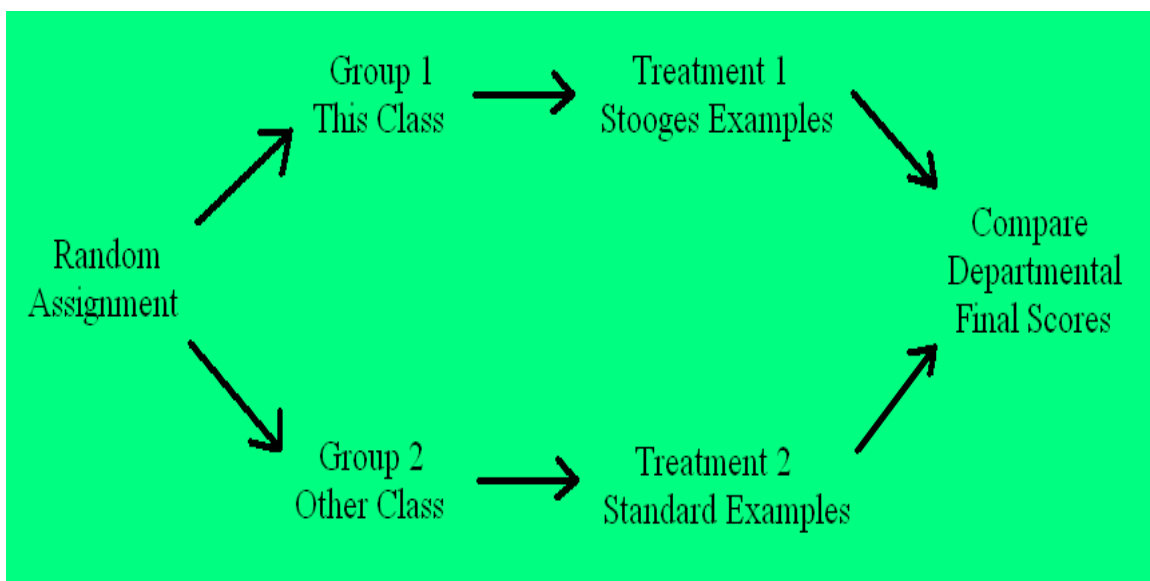 Random
Assignment
Group 1
This Class
Treatment 1
Stooges Examples
Group 2
Other Class
Treatment 2
Standard Examples
Compare
Departmental
Final Scores